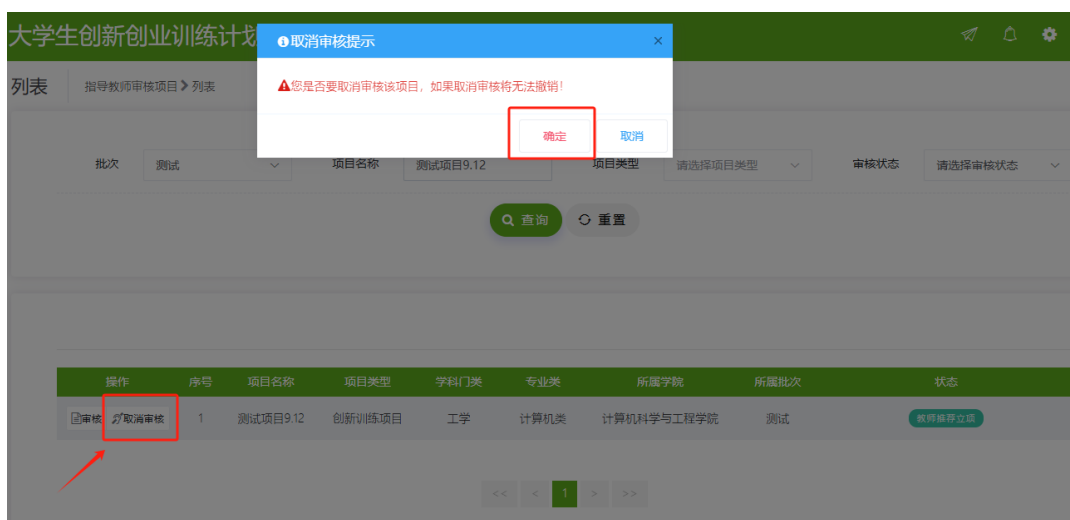 大学生创新创业训练计划
取消审核提示 ×
列表 指导教师审核项目 > 列表
您是否要取消审核该项目，如果取消审核将无法撤销！
确定 取消
批次 测试 项目名称 测试项目9.12 项目类型 请选择项目类型 审核状态 请选择审核状态
查询 重置
操作 序号 项目名称 项目类型 学科门类 专业类 所属学院 所属批次 状态
审核 取消审核 1 测试项目9.12 创新训练项目 工学 计算机类 计算机科学与工程学院 测试 教师推荐立项
<< < 1 > >>